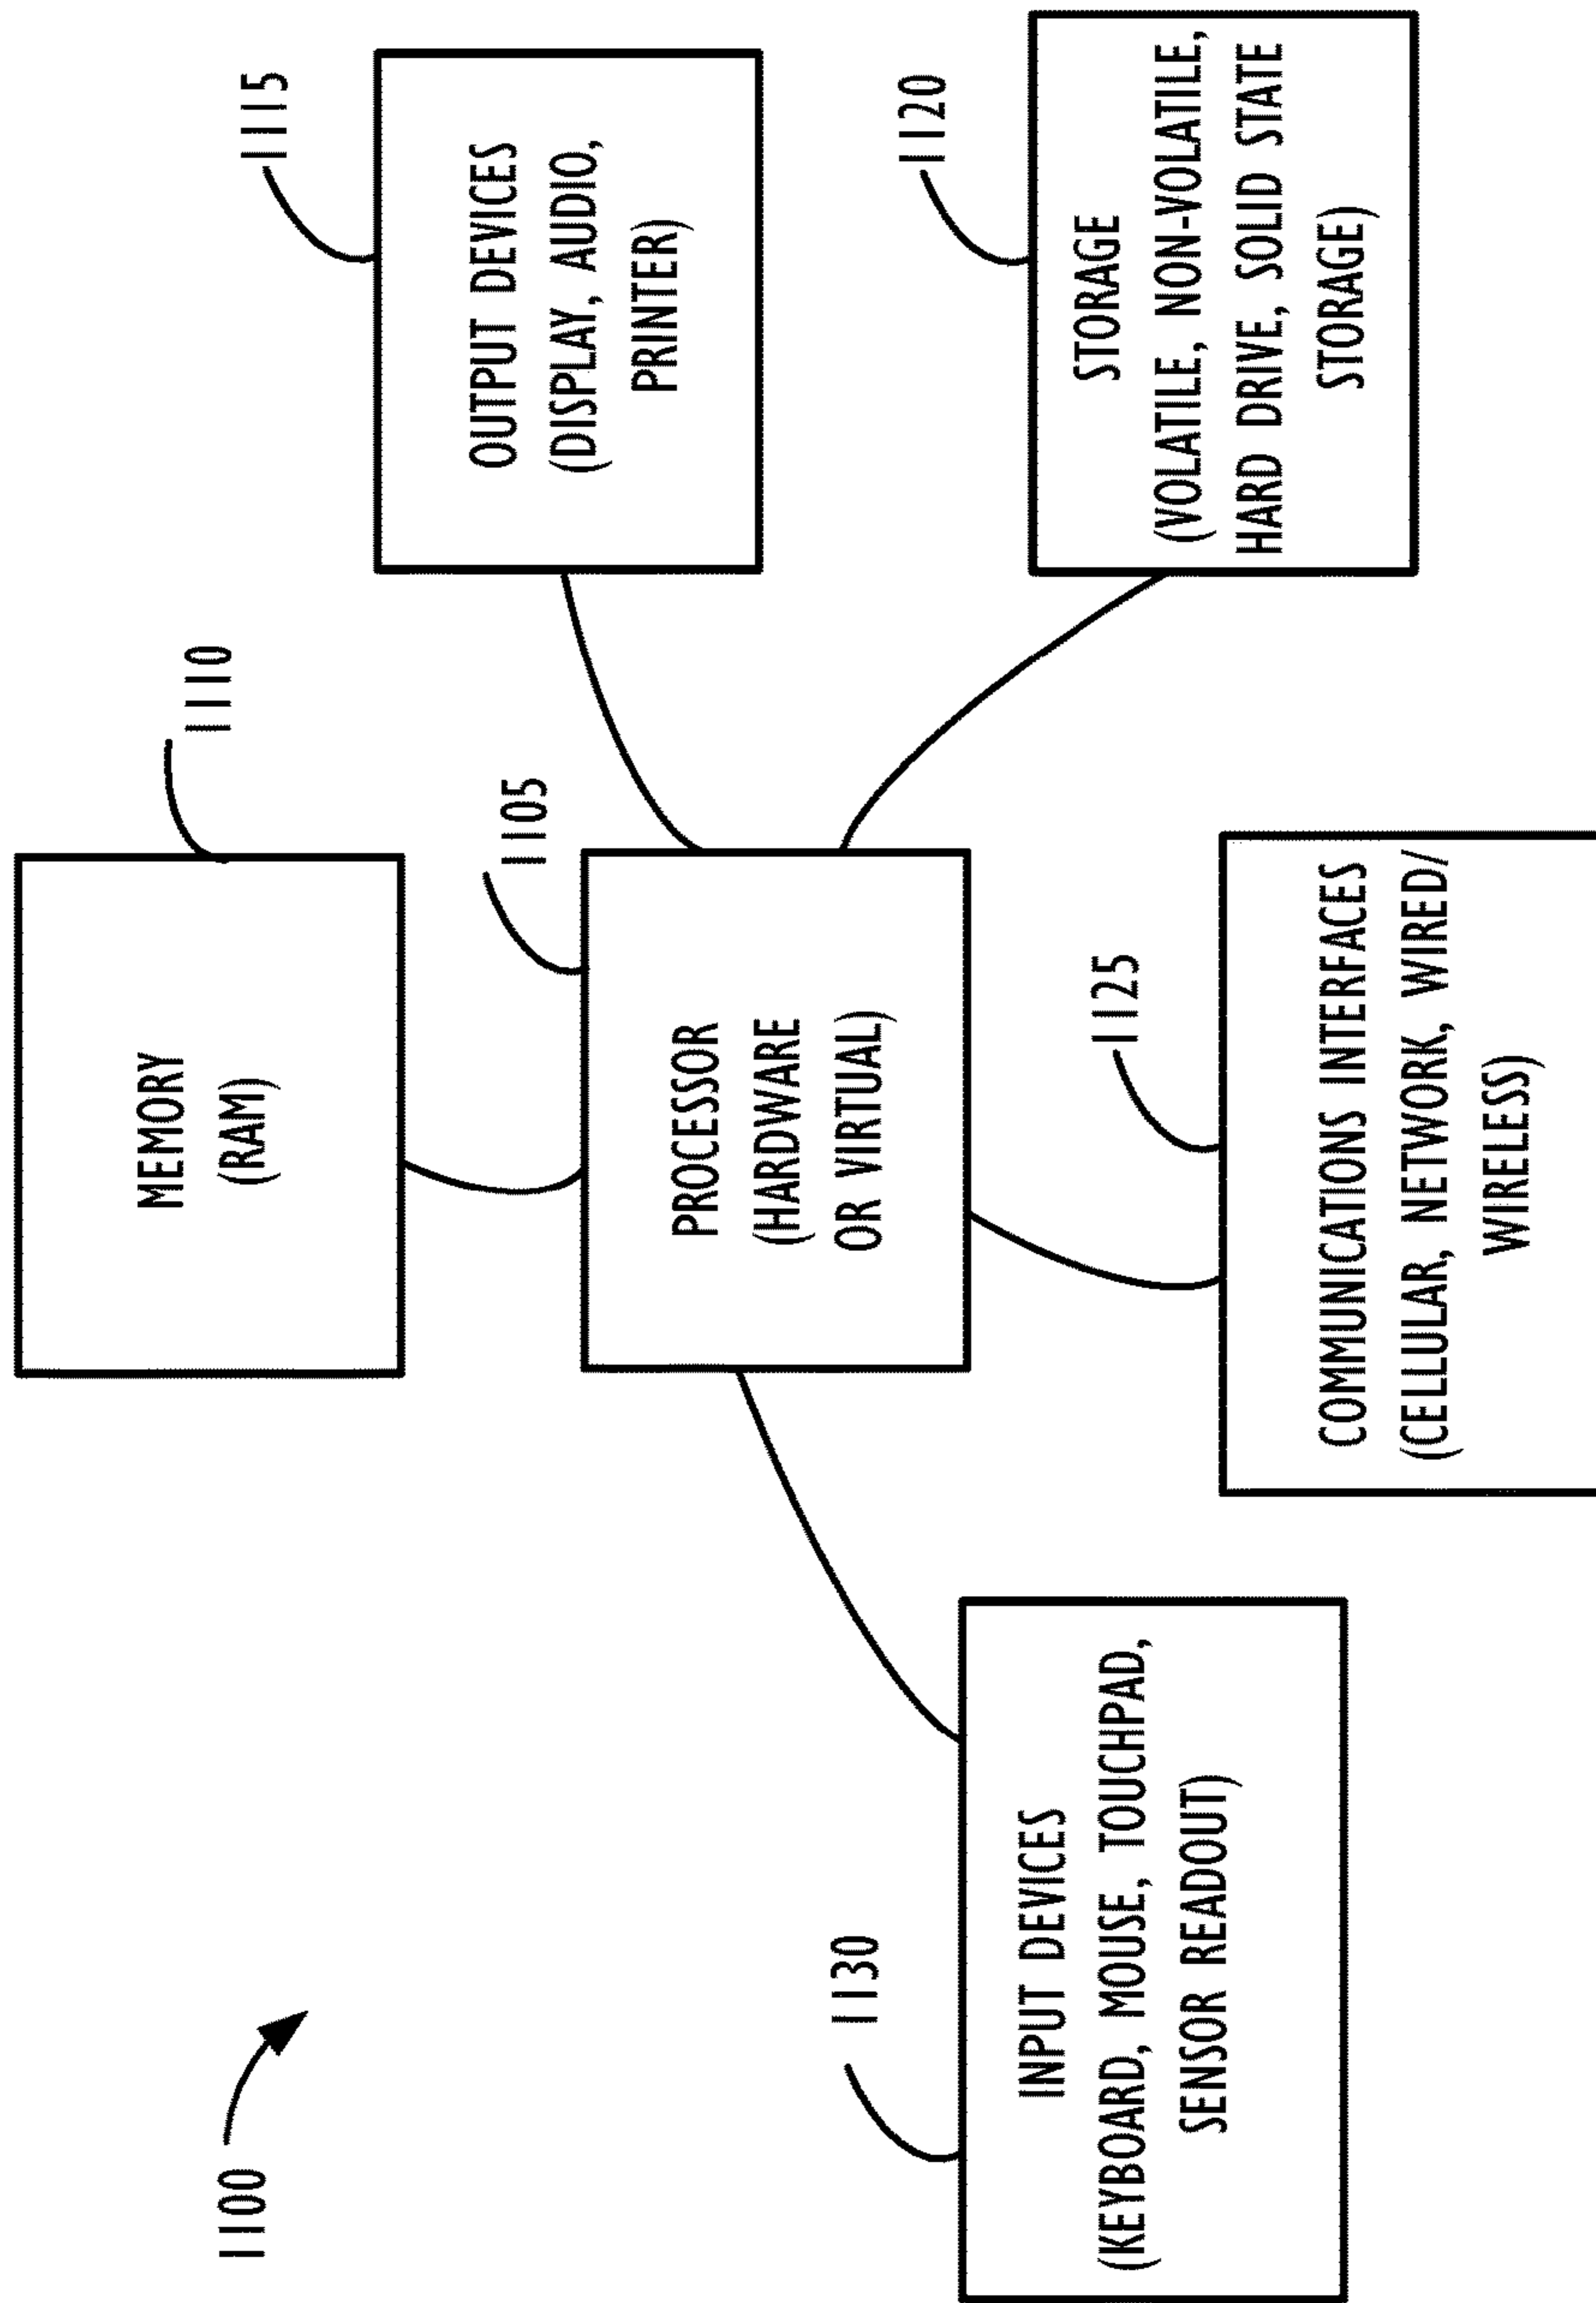 1100
1110
MEMORY
(RAM)
1115
OUTPUT DEVICES
(DISPLAY, AUDIO,
PRINTER)
1105
PROCESSOR
(HARDWARE
OR VIRTUAL)
1130
INPUT DEVICES
(KEYBOARD, MOUSE, TOUCHPAD,
SENSOR READOUT)
1125
COMMUNICATIONS INTERFACES
(CELLULAR, NETWORK, WIRED/
WIRELESS)
1120
STORAGE
(VOLATILE, NON-VOLATILE,
HARD DRIVE, SOLID STATE
STORAGE)